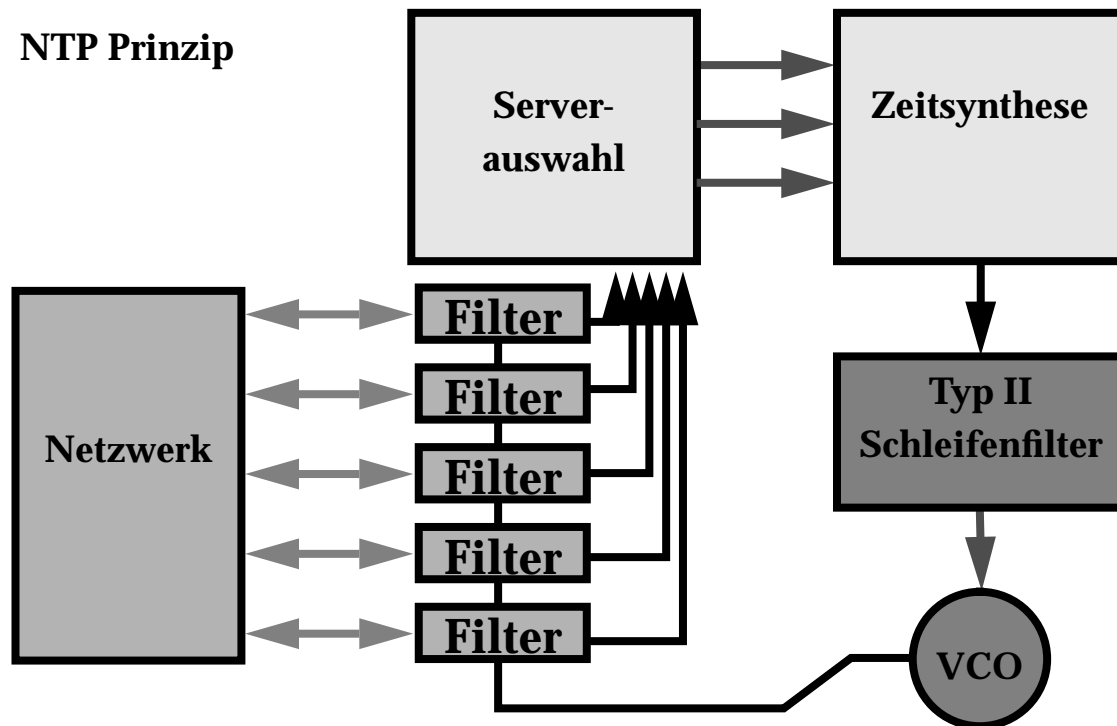 NTP Prinzip
Server-
auswahl
Zeitsynthese
Netzwerk
Filter
Filter
Filter
Filter
Filter
Typ II
Schleifenfilter
VCO